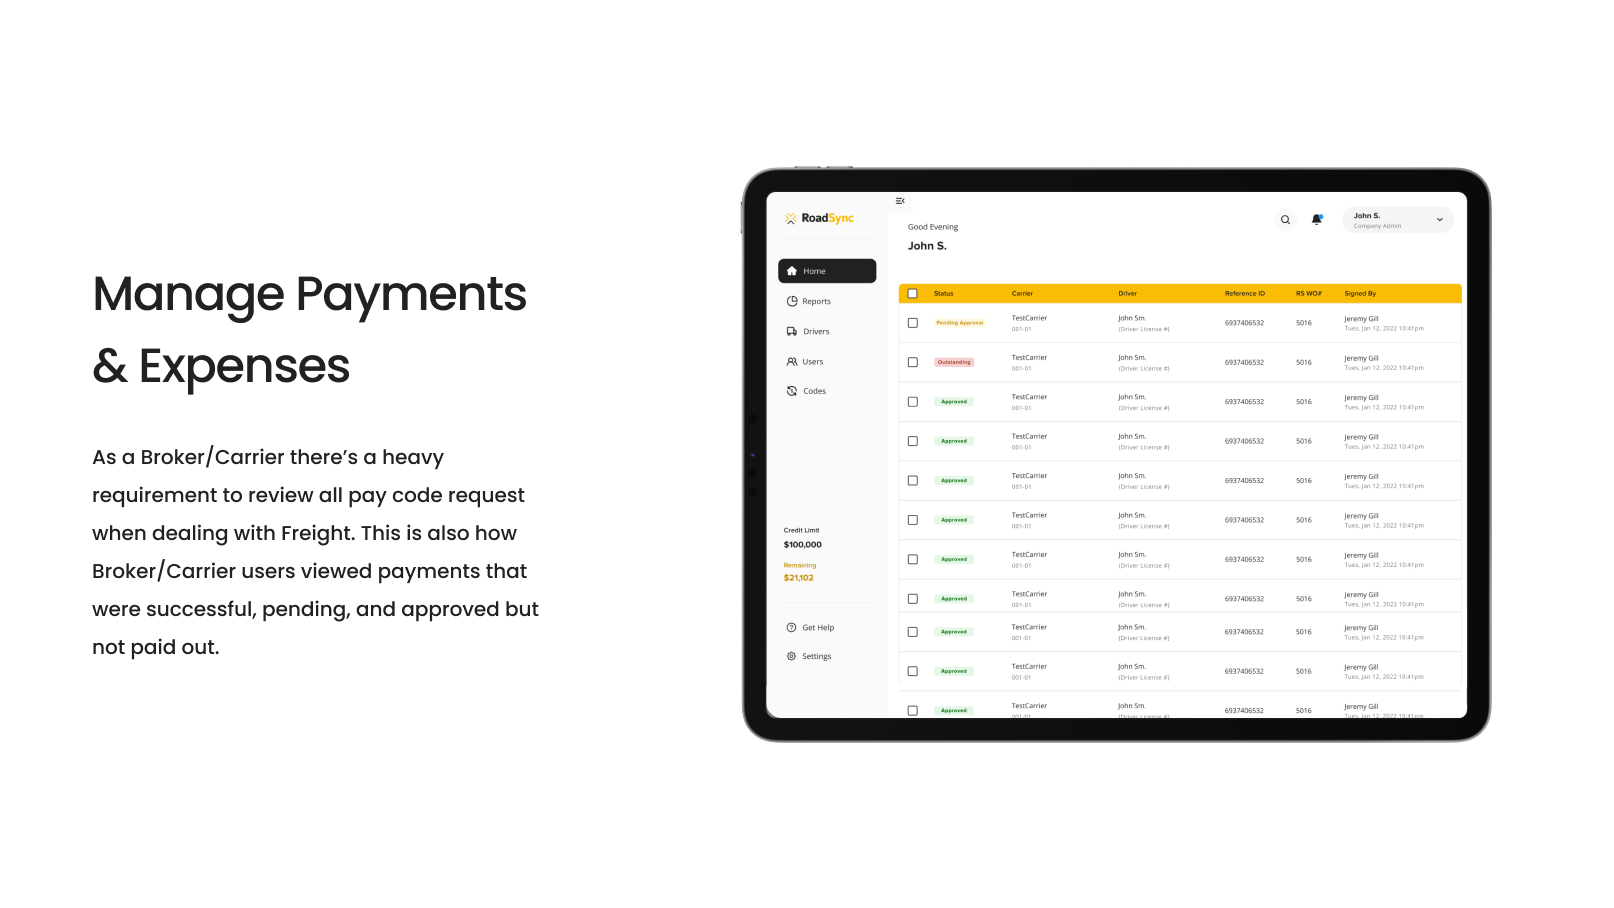 Manage Payments
& Expenses
As a Broker/Carrier there’s a heavy
requirement to review all pay code request
when dealing with Freight. This is also how
Broker/Carrier users viewed payments that
were successful, pending, and approved but
not paid out.
RoadSync
Home
Reports
Drivers
Users
Codes
Credit Limit
$100,000
Remaining
$21,102
Get Help
Settings
Good Evening
John S.
John S.
Company Admin
Status Carrier Driver Reference ID RS WO# Signed By
Pending Approval TestCarrier John Sm. 6937406532 5016 Jeremy Gill
001-01 (Driver License #) Tues, Jan 12, 2022 10:41pm
Outstanding TestCarrier John Sm. 6937406532 5016 Jeremy Gill
001-01 (Driver License #) Tues, Jan 12, 2022 10:41pm
Approved TestCarrier John Sm. 6937406532 5016 Jeremy Gill
001-01 (Driver License #) Tues, Jan 12, 2022 10:41pm
Approved TestCarrier John Sm. 6937406532 5016 Jeremy Gill
001-01 (Driver License #) Tues, Jan 12, 2022 10:41pm
Approved TestCarrier John Sm. 6937406532 5016 Jeremy Gill
001-01 (Driver License #) Tues, Jan 12, 2022 10:41pm
Approved TestCarrier John Sm. 6937406532 5016 Jeremy Gill
001-01 (Driver License #) Tues, Jan 12, 2022 10:41pm
Approved TestCarrier John Sm. 6937406532 5016 Jeremy Gill
001-01 (Driver License #) Tues, Jan 12, 2022 10:41pm
Approved TestCarrier John Sm. 6937406532 5016 Jeremy Gill
001-01 (Driver License #) Tues, Jan 12, 2022 10:41pm
Approved TestCarrier John Sm. 6937406532 5016 Jeremy Gill
001-01 (Driver License #) Tues, Jan 12, 2022 10:41pm
Approved TestCarrier John Sm. 6937406532 5016 Jeremy Gill
001-01 (Driver License #) Tues, Jan 12, 2022 10:41pm
Approved TestCarrier John Sm. 6937406532 5016 Jeremy Gill
001-01 (Driver License #) Tues, Jan 12, 2022 10:41pm